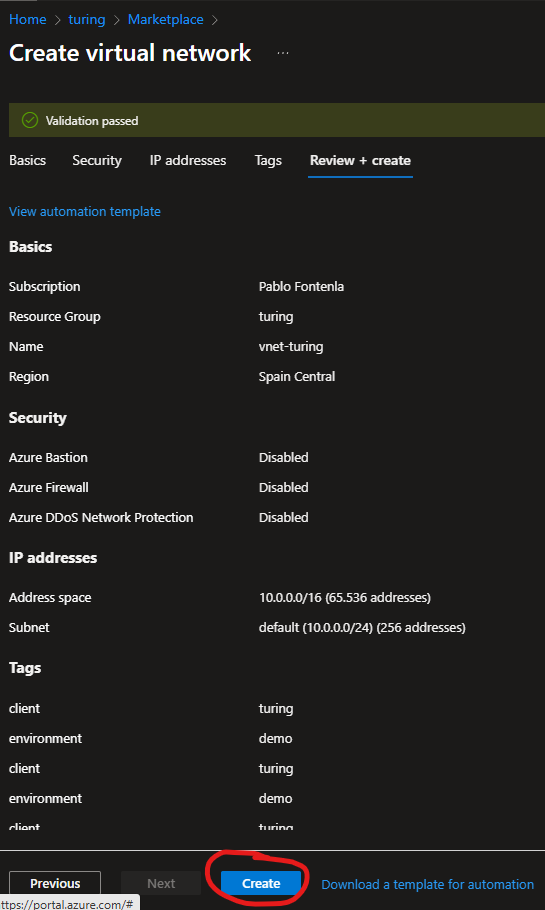 Home > turing > Marketplace >
Create virtual network ...
Validation passed
Basics Security IP addresses Tags Review + create
View automation template
Basics
Subscription Pablo Fontenla
Resource Group turing
Name vnet-turing
Region Spain Central
Security
Azure Bastion Disabled
Azure Firewall Disabled
Azure DDoS Network Protection Disabled
IP addresses
Address space 10.0.0.0/16 (65.536 addresses)
Subnet default (10.0.0.0/24) (256 addresses)
Tags
client turing
environment demo
client turing
environment demo
client turing
Previous Next Create Download a template for automation
ttps://portal.azure.com/#